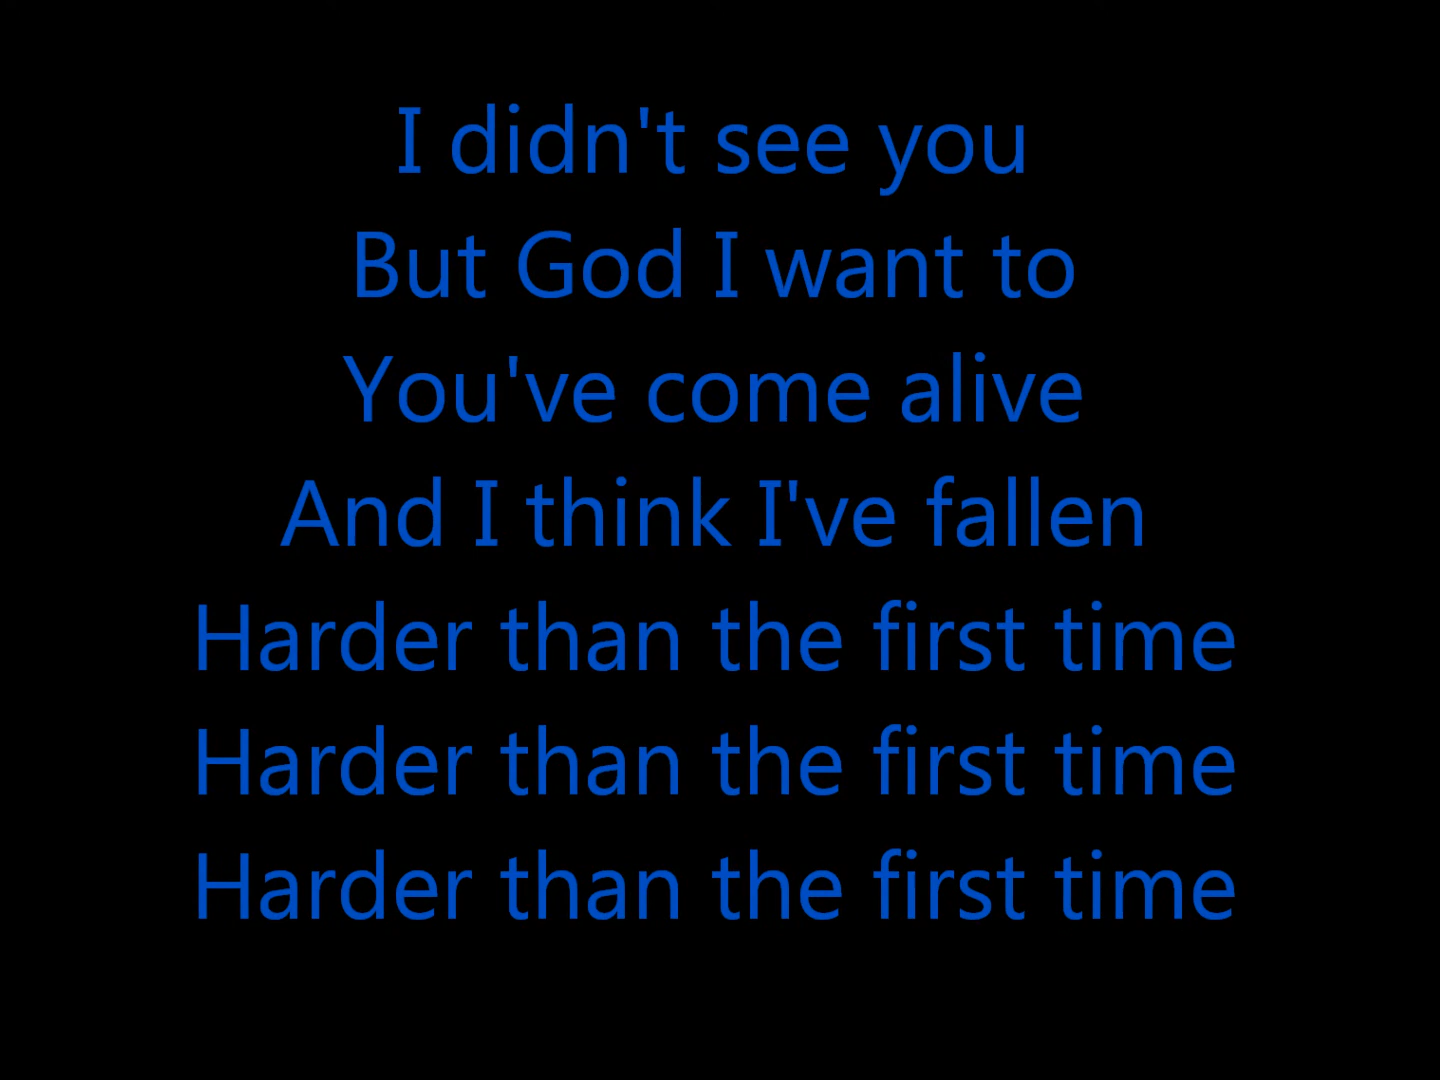 I didn't see you
But God I want to
You've come alive
And I think I've fallen
Harder than the first time
Harder than the first time
Harder than the first time